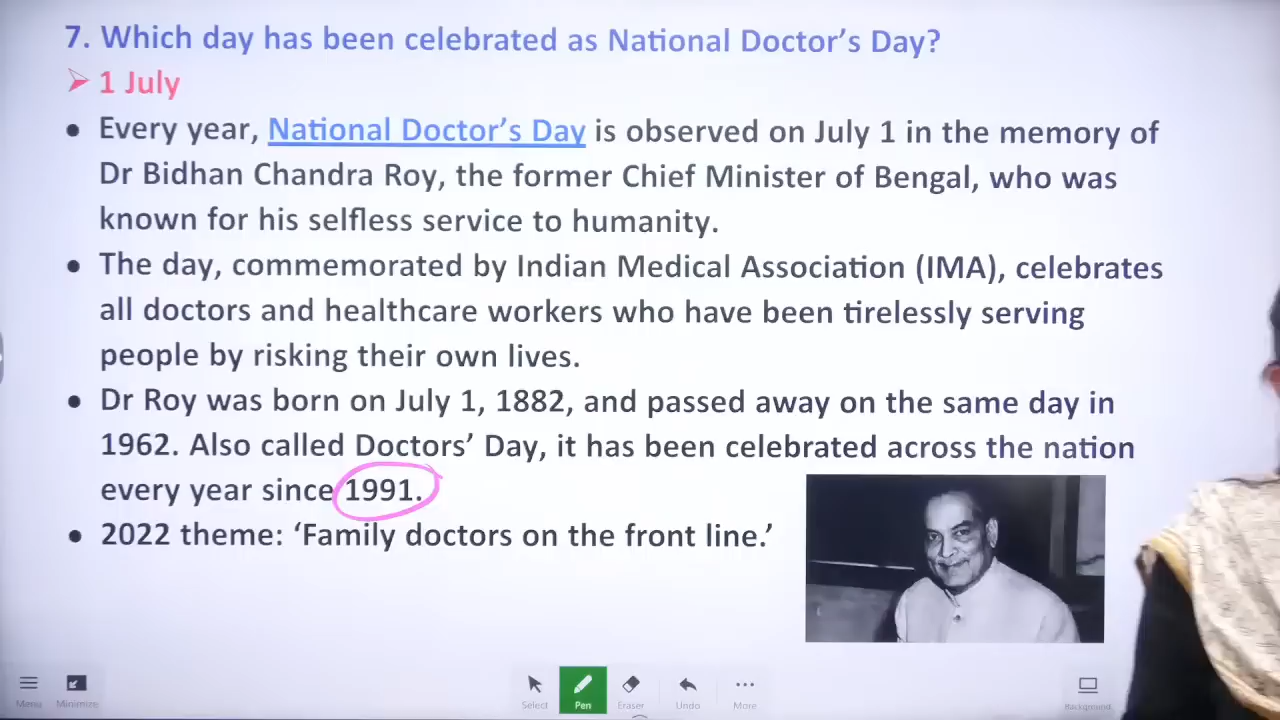 7. Which day has been celebrated as National Doctor's Day?
➢ 1 July
• Every year, National Doctor's Day is observed on July 1 in the memory of
Dr Bidhan Chandra Roy, the former Chief Minister of Bengal, who was
known for his selfless service to humanity.
• The day, commemorated by Indian Medical Association (IMA), celebrates
all doctors and healthcare workers who have been tirelessly serving
people by risking their own lives.
• Dr Roy was born on July 1, 1882, and passed away on the same day in
1962. Also called Doctors' Day, it has been celebrated across the nation
every year since 1991.
• 2022 theme: ‘Family doctors on the front line.’
Menu Minimize Select Pen Eraser Undo More Background